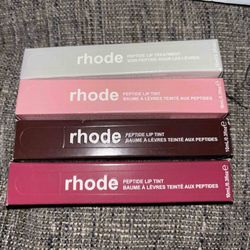 rhode
PEPTIDE LIP TREATMENT
SOIN PEPTIDE POUR LES LÈVRES
rhode
PEPTIDE LIP TINT
BAUME À LÈVRES TEINTÉ AUX PEPTIDES
rhode
PEPTIDE LIP TINT
BAUME À LÈVRES TEINTÉ AUX PEPTIDES
rhode
PEPTIDE LIP TINT
BAUME À LÈVRES TEINTÉ AUX PEPTIDES